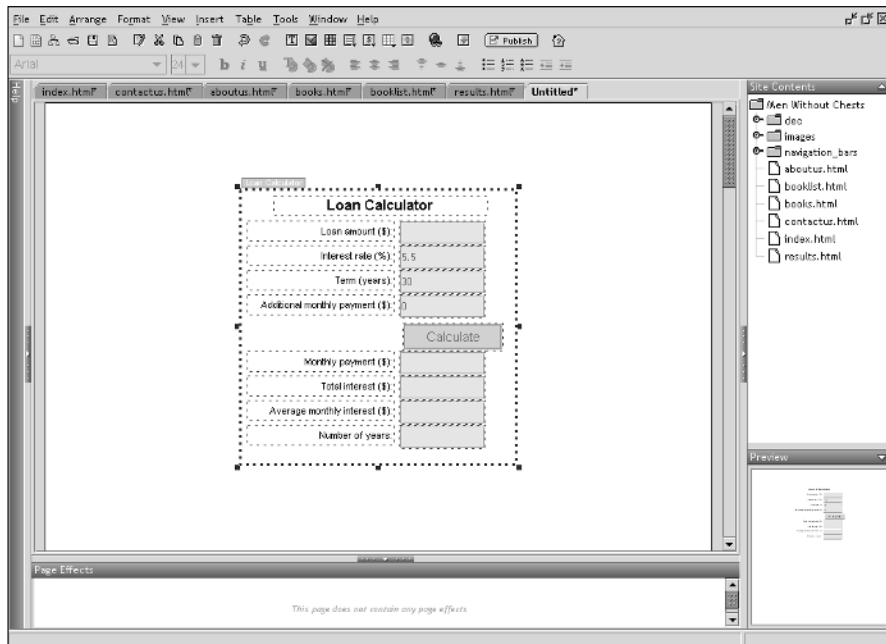 File Edit Arrange Format View Insert Table Tools Window Help
Publish
Arial 24 b i u
Help
index.html* contactus.html* aboutus.html* books.html* booklist.html* results.html* Untitled*
Site Contents
Men Without Chests
doo
images
navigation_bars
aboutus.html
booklist.html
books.html
contactus.html
index.html
results.html
Loan Calculator
Loan Calculator
Loan amount ($):
Interest rate (%): 5.5
Term (years): 30
Additional monthly payment ($): 0
Calculate
Monthly payment ($):
Total interest ($):
Average monthly interest ($):
Number of years:
Preview
Page Effects
This page does not contain any page effects